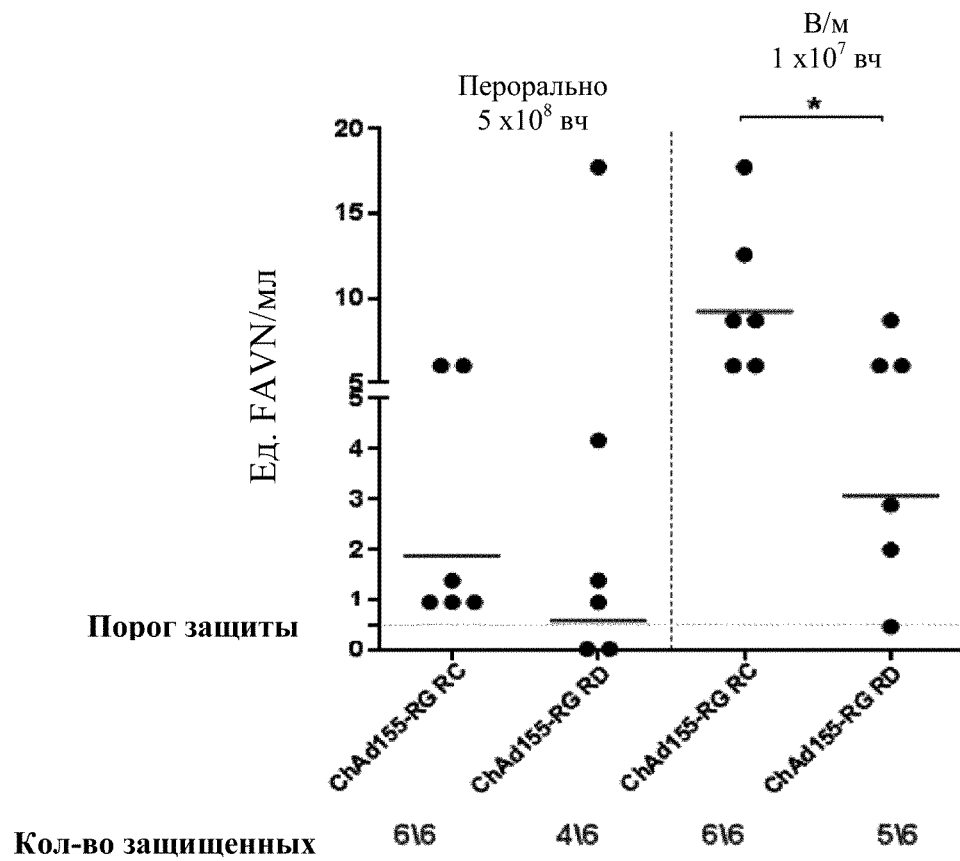 В/м
1 x10⁷ вч
Перорально
5 x10⁸ вч
*
20
15
10
5
5
4
3
2
1
0
Ед. FAVN/мл
Порог защиты
ChAd155-RG RC
ChAd155-RG RD
ChAd155-RG RC
ChAd155-RG RD
Кол-во защищенных 6\6 4\6 6\6 5\6